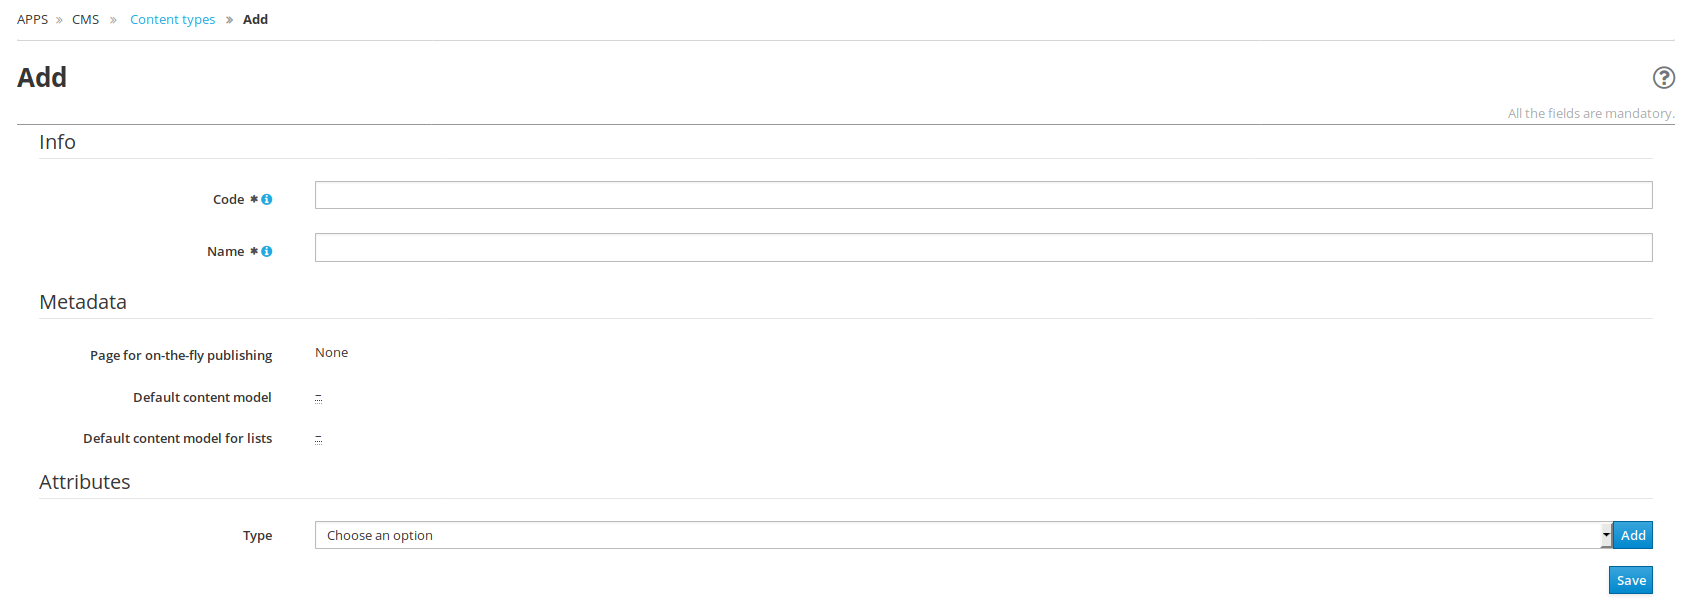 APPS » CMS » Content types » Add
Add
All the fields are mandatory.
Info
Code *
Name *
Metadata
Page for on-the-fly publishing None
Default content model –
Default content model for lists –
Attributes
Type Choose an option Add
Save